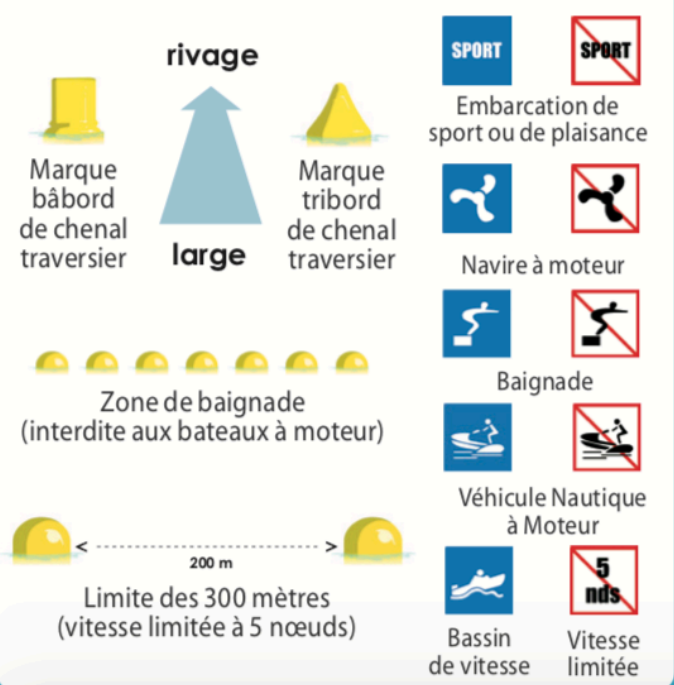 rivage
Marque
bâbord
de chenal
traversier
large
Marque
tribord
de chenal
traversier
Zone de baignade
(interdite aux bateaux à moteur)
200 m
Limite des 300 mètres
(vitesse limitée à 5 nœuds)
SPORT
SPORT
Embarcation de
sport ou de plaisance
Navire à moteur
Baignade
Véhicule Nautique
à Moteur
5
nds
Bassin
de vitesse
Vitesse
limitée